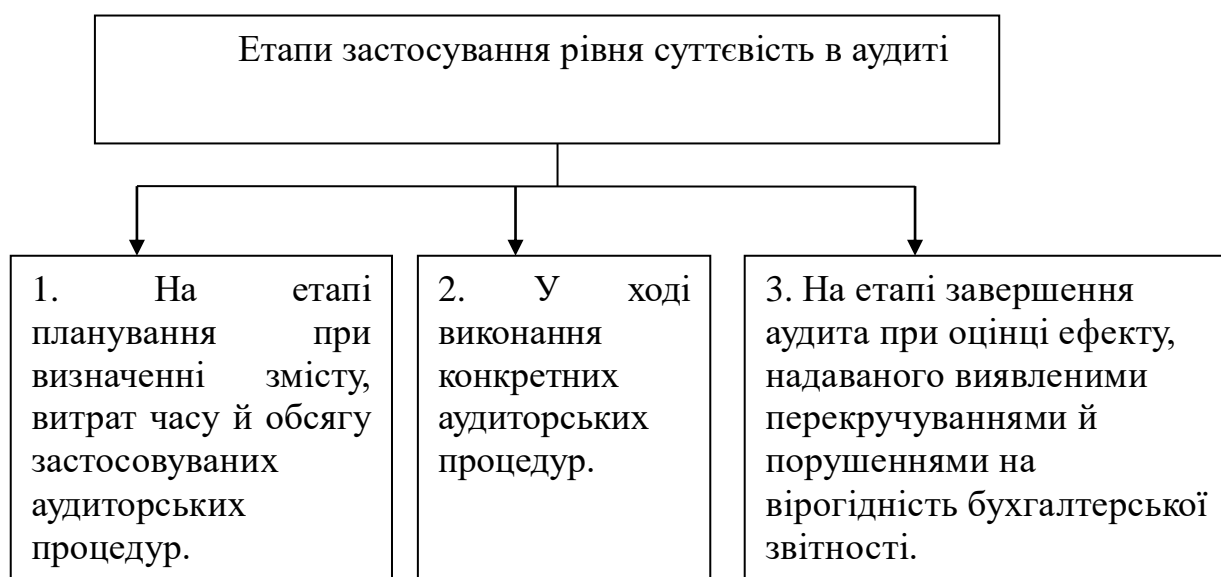 Етапи застосування рівня суттєвість в аудиті
1. На етапі
планування при
визначенні змісту,
витрат часу й обсягу
застосовуваних
аудиторських
процедур.
2. У ході
виконання
конкретних
аудиторських
процедур.
3. На етапі завершення
аудита при оцінці ефекту,
надаваного виявленими
перекручуваннями й
порушеннями на
вірогідність бухгалтерської
звітності.